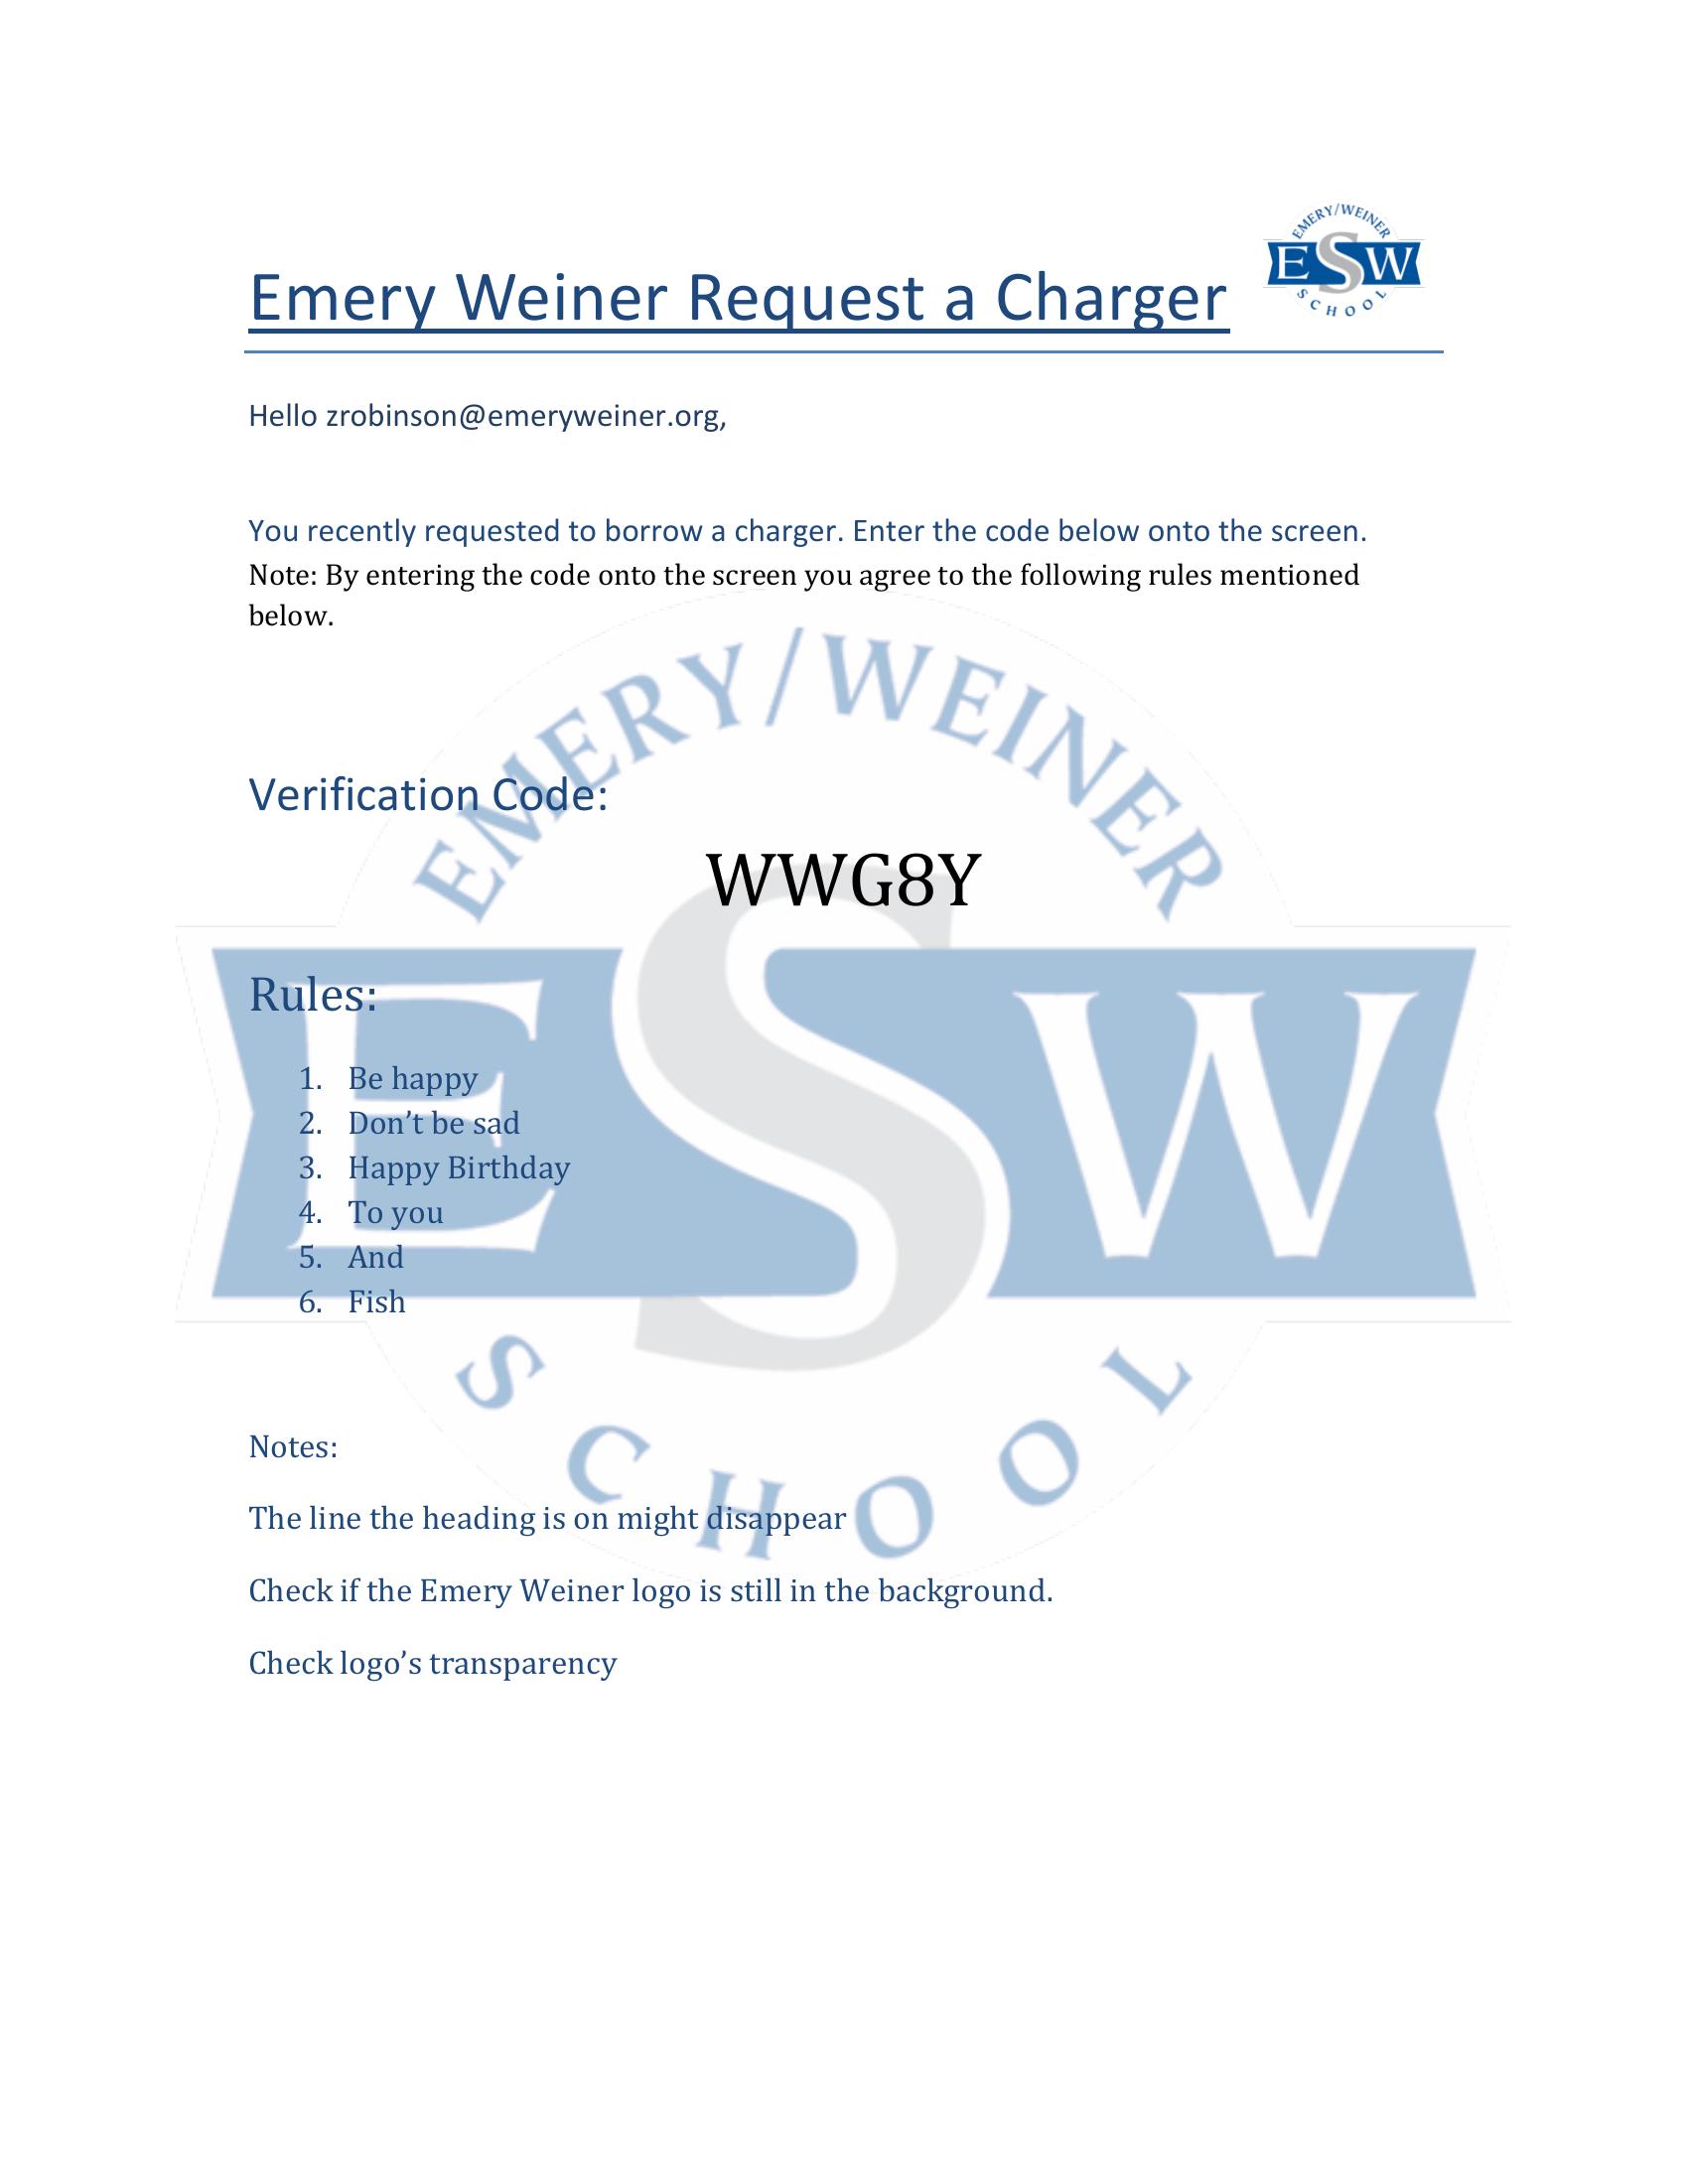 EMERY/WEINER
ESW
SCHOOL
Emery Weiner Request a Charger
Hello zrobinson@emeryweiner.org,
You recently requested to borrow a charger. Enter the code below onto the screen.
Note: By entering the code onto the screen you agree to the following rules mentioned
below.
EMERY/WEINER
Verification Code:
WWG8Y
ESW
Rules:
1. Be happy
2. Don’t be sad
3. Happy Birthday
4. To you
5. And
6. Fish
SCHOOL
Notes:
The line the heading is on might disappear
Check if the Emery Weiner logo is still in the background.
Check logo’s transparency